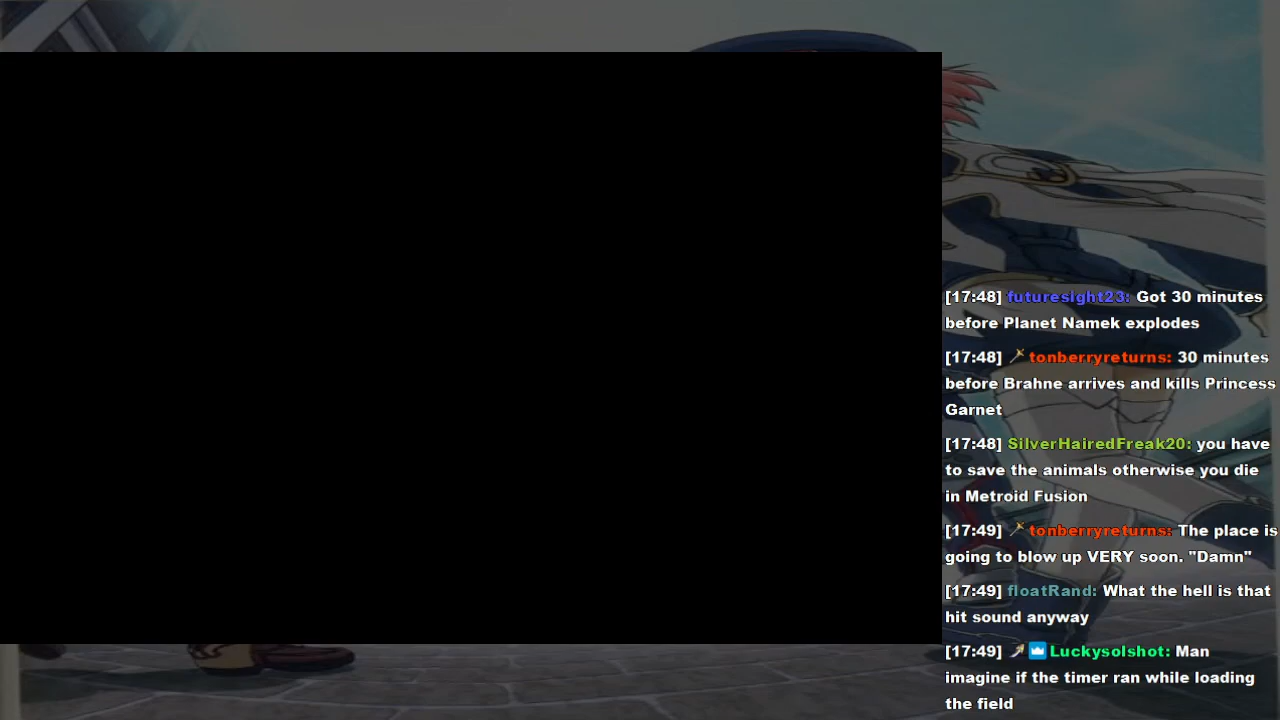 [17:48] futuresight23: Got 30 minutes
before Planet Namek explodes
[17:48] tonberryreturns: 30 minutes
before Brahne arrives and kills Princess
Garnet
[17:48] SilverHairedFreak20: you have
to save the animals otherwise you die
in Metroid Fusion
[17:49] tonberryreturns: The place is
going to blow up VERY soon. "Damn"
[17:49] floatRand: What the hell is that
hit sound anyway
[17:49] Luckysolshot: Man
imagine if the timer ran while loading
the field